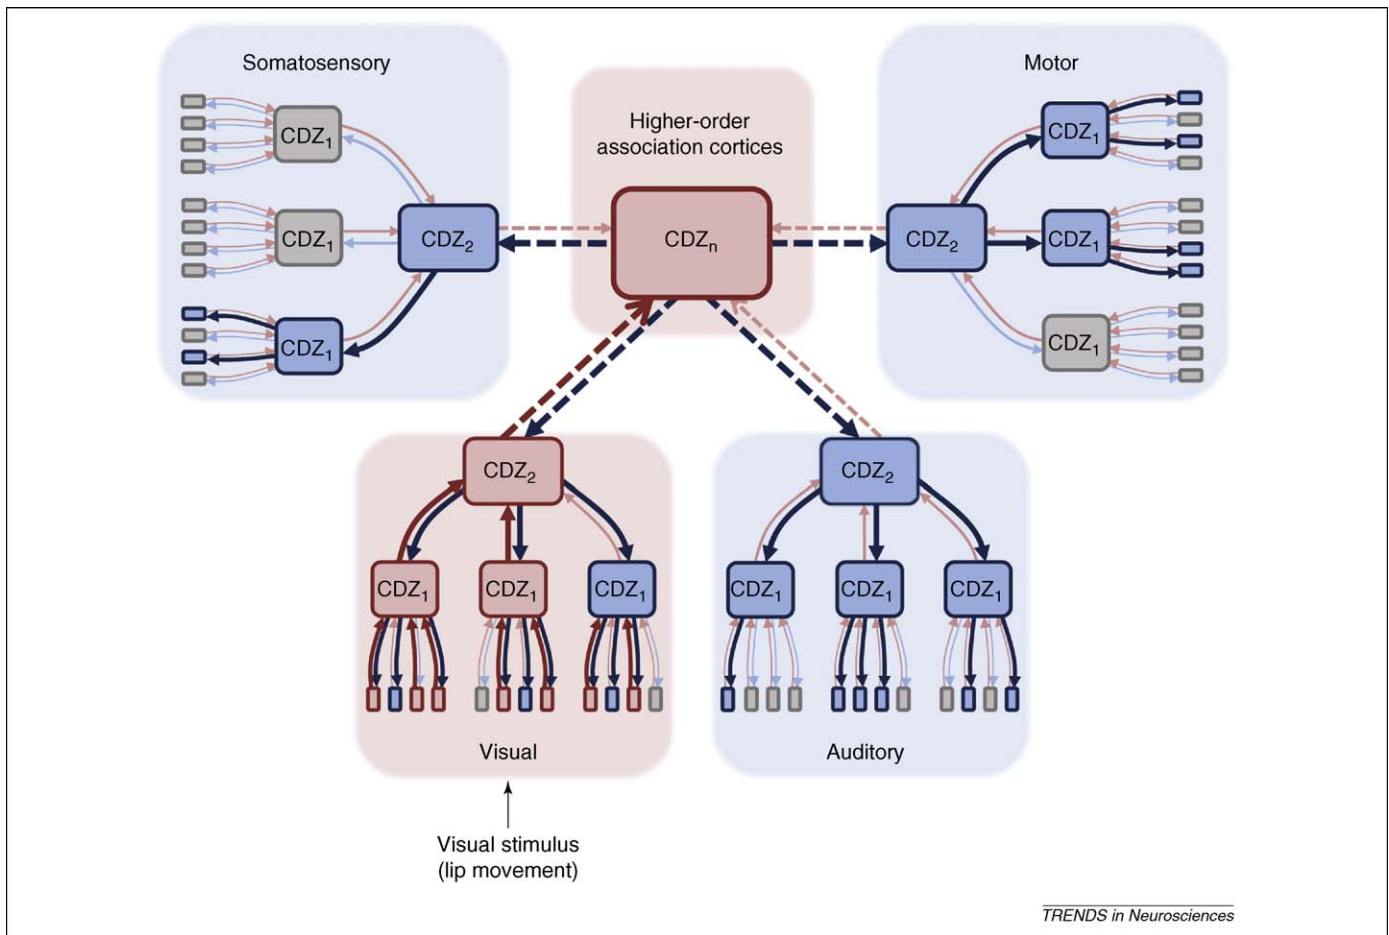 Somatosensory
Motor
Higher-order
association cortices
CDZ₁
CDZ₁
CDZ₁
CDZ₂
CDZₙ
CDZ₂
CDZ₁
CDZ₁
CDZ₁
CDZ₂
CDZ₂
CDZ₁
CDZ₁
CDZ₁
CDZ₁
CDZ₁
CDZ₁
Visual
Auditory
Visual stimulus
(lip movement)
TRENDS in Neurosciences